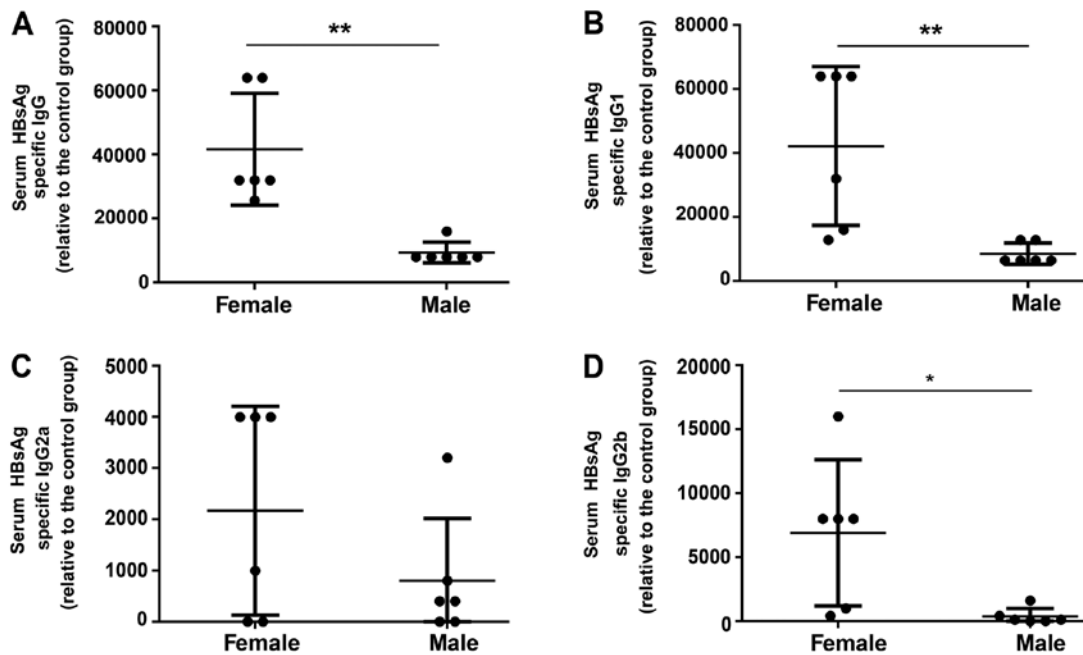 A
Serum HBsAg
specific IgG
(relative to the control group)
80000
60000
40000
20000
0
**
Female
Male
B
Serum HBsAg
specific IgG1
(relative to the control group)
80000
60000
40000
20000
0
**
Female
Male
C
Serum HBsAg
specific IgG2a
(relative to the control group)
5000
4000
3000
2000
1000
0
Female
Male
D
Serum HBsAg
specific IgG2b
(relative to the control group)
20000
15000
10000
5000
0
*
Female
Male